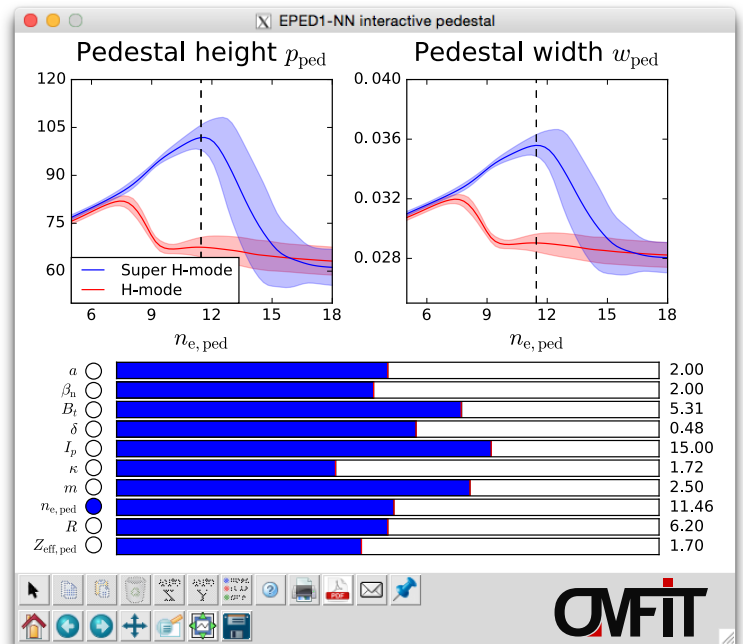 EPED1-NN interactive pedestal
Pedestal height p_ped
Pedestal width w_ped
120
105
90
75
60
0.040
0.036
0.032
0.028
Super H-mode
H-mode
6 9 12 15 18
6 9 12 15 18
n_e,ped
n_e,ped
a 2.00
β_n 2.00
B_t 5.31
δ 0.48
I_p 15.00
κ 1.72
m 2.50
n_e,ped 11.46
R 6.20
Z_eff,ped 1.70
X
Y
?
PDF
OMFIT